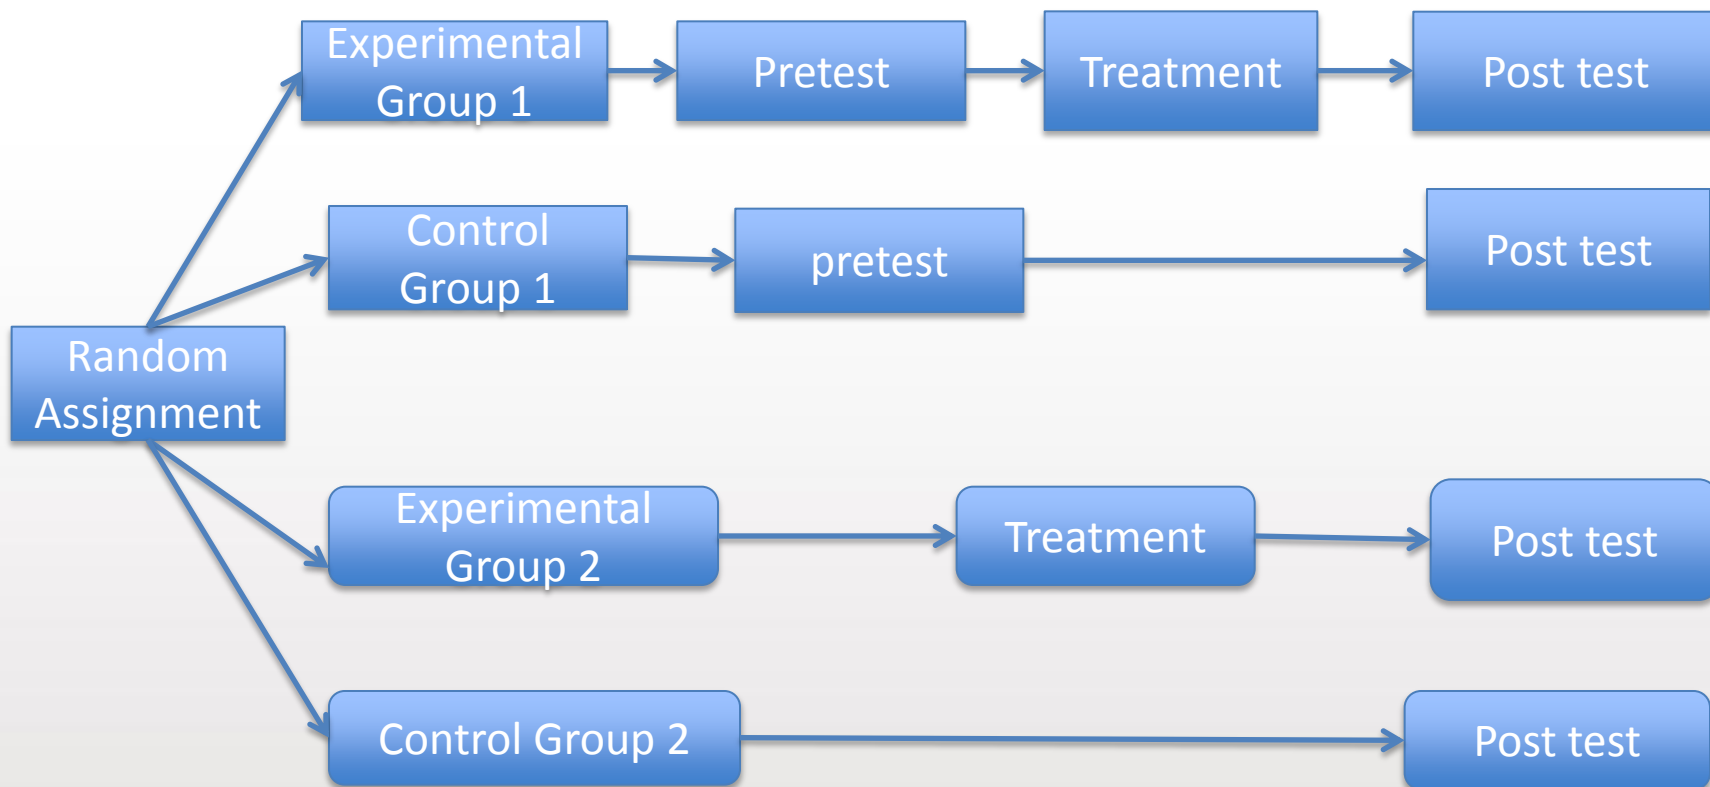 Experimental
Group 1
Pretest
Treatment
Post test
Control
Group 1
pretest
Post test
Random
Assignment
Experimental
Group 2
Treatment
Post test
Control Group 2
Post test